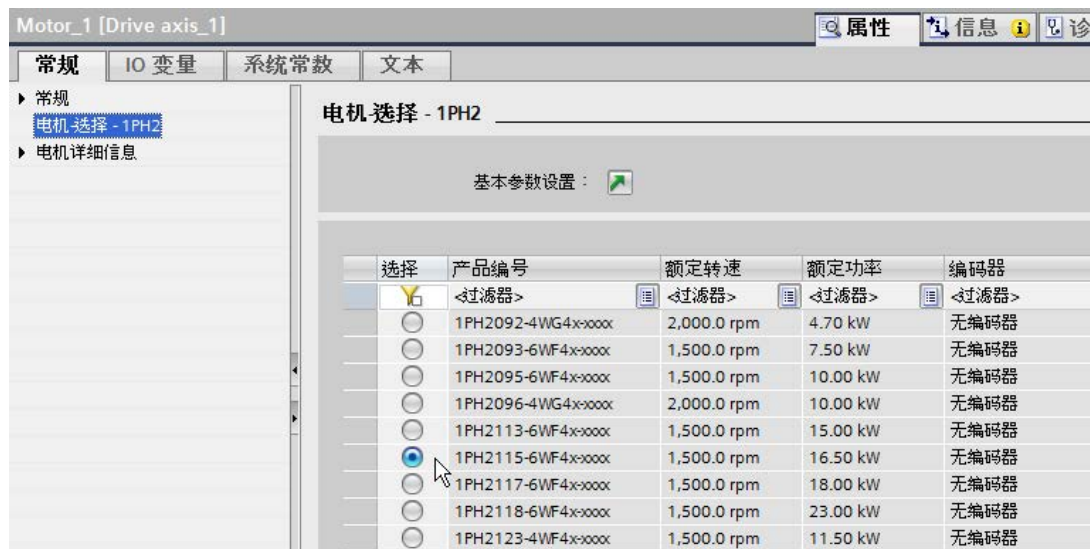 Motor_1 [Drive axis_1]
属性 信息 诊
常规 IO 变量 系统常数 文本
常规
电机-选择 - 1PH2
电机详细信息
电机-选择 - 1PH2
基本参数设置：
选择 产品编号 额定转速 额定功率 编码器
<过滤器> <过滤器> <过滤器> <过滤器>
1PH2092-4WG4x-xxxx 2,000.0 rpm 4.70 kW 无编码器
1PH2093-6WF4x-xxxx 1,500.0 rpm 7.50 kW 无编码器
1PH2095-6WF4x-xxxx 1,500.0 rpm 10.00 kW 无编码器
1PH2096-4WG4x-xxxx 2,000.0 rpm 10.00 kW 无编码器
1PH2113-6WF4x-xxxx 1,500.0 rpm 15.00 kW 无编码器
1PH2115-6WF4x-xxxx 1,500.0 rpm 16.50 kW 无编码器
1PH2117-6WF4x-xxxx 1,500.0 rpm 18.00 kW 无编码器
1PH2118-6WF4x-xxxx 1,500.0 rpm 23.00 kW 无编码器
1PH2123-4WF4x-xxxx 1,500.0 rpm 11.50 kW 无编码器